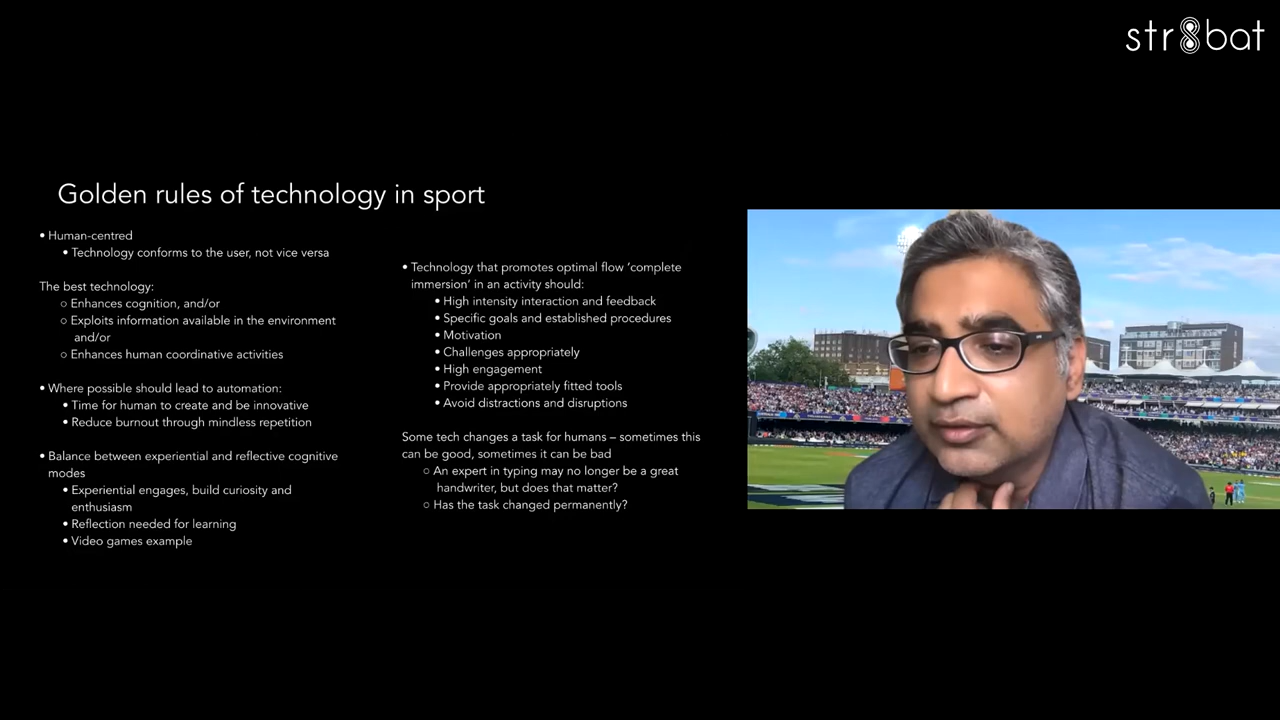 str8bat
Golden rules of technology in sport
• Human-centred
• Technology conforms to the user, not vice versa
The best technology:
○ Enhances cognition, and/or
○ Exploits information available in the environment
and/or
○ Enhances human coordinative activities
• Where possible should lead to automation:
• Time for human to create and be innovative
• Reduce burnout through mindless repetition
• Balance between experiential and reflective cognitive
modes
• Experiential engages, build curiosity and
enthusiasm
• Reflection needed for learning
• Video games example
• Technology that promotes optimal flow ‘complete
immersion’ in an activity should:
• High intensity interaction and feedback
• Specific goals and established procedures
• Motivation
• Challenges appropriately
• High engagement
• Provide appropriately fitted tools
• Avoid distractions and disruptions
Some tech changes a task for humans – sometimes this
can be good, sometimes it can be bad
○ An expert in typing may no longer be a great
handwriter, but does that matter?
○ Has the task changed permanently?